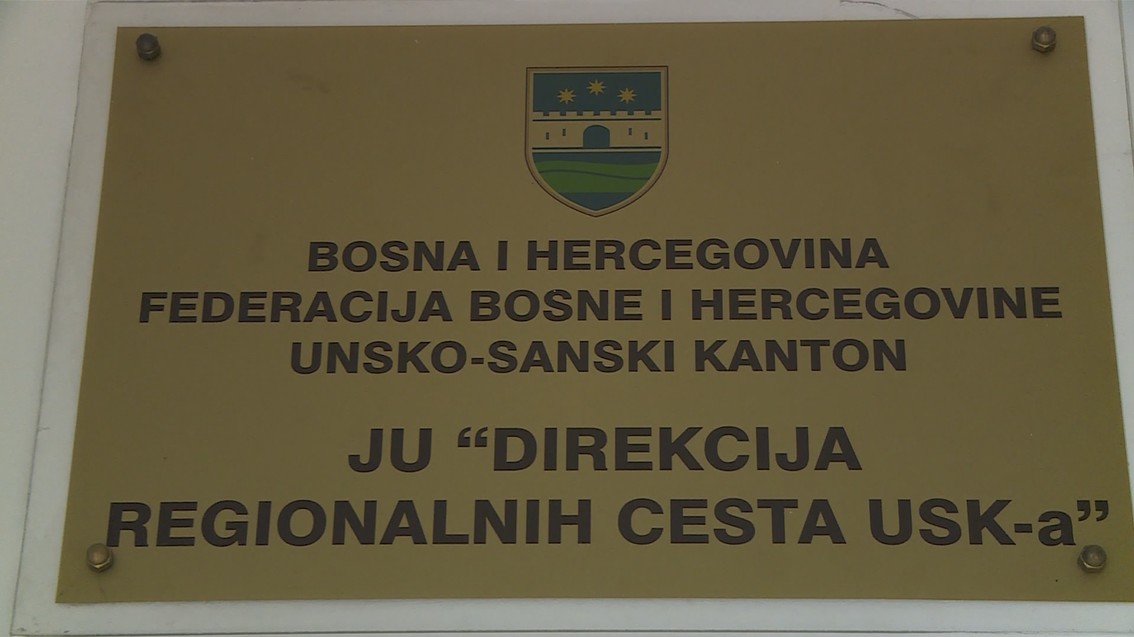 BOSNA I HERCEGOVINA
FEDERACIJA BOSNE I HERCEGOVINE
UNSKO-SANSKI KANTON
JU “DIREKCIJA
REGIONALNIH CESTA USK-a”